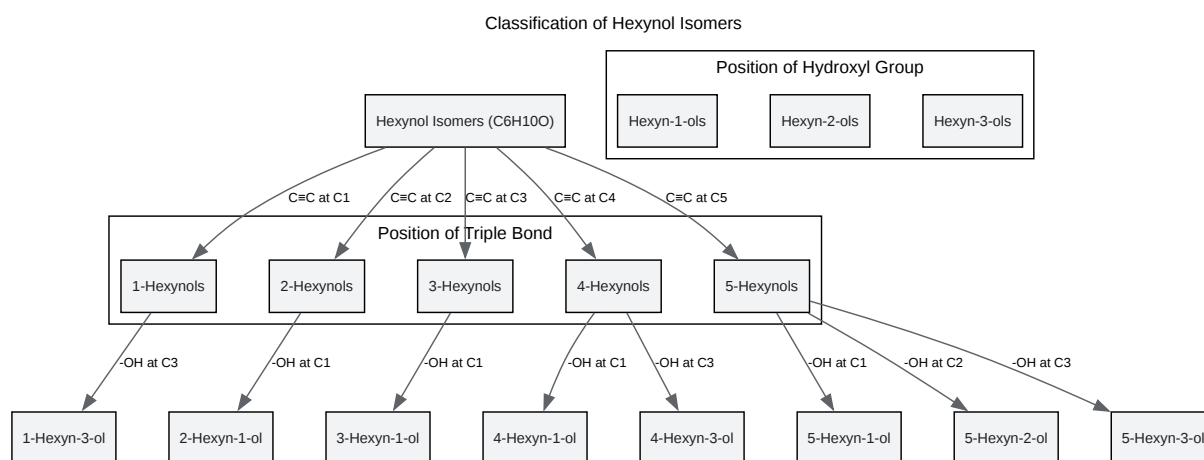 Classification of Hexynol Isomers
Position of Hydroxyl Group
Hexynol Isomers (C6H10O)
Hexyn-1-ols
Hexyn-2-ols
Hexyn-3-ols
C≡C at C1
C≡C at C2
C≡C at C3
C≡C at C4
C≡C at C5
Position of Triple Bond
1-Hexynols
2-Hexynols
3-Hexynols
4-Hexynols
5-Hexynols
-OH at C3
-OH at C1
-OH at C1
-OH at C1
-OH at C3
-OH at C1
-OH at C2
-OH at C3
1-Hexyn-3-ol
2-Hexyn-1-ol
3-Hexyn-1-ol
4-Hexyn-1-ol
4-Hexyn-3-ol
5-Hexyn-1-ol
5-Hexyn-2-ol
5-Hexyn-3-ol